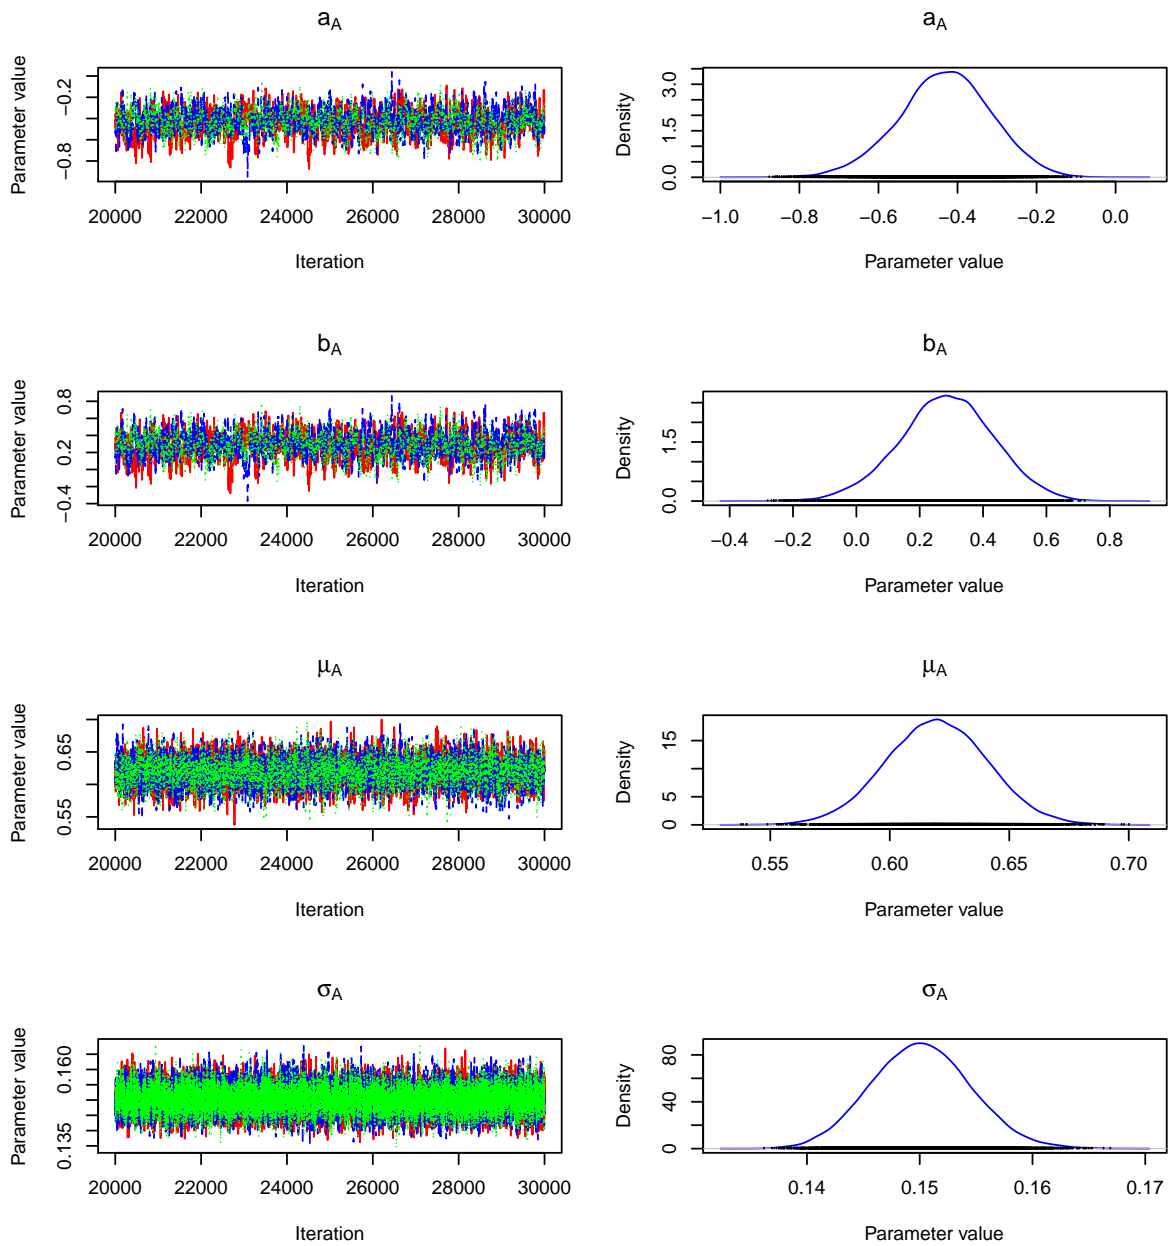 a_A
Parameter value
−0.8
−0.2
20000 22000 24000 26000 28000 30000
Iteration
a_A
Density
0.0
1.5
3.0
−1.0 −0.8 −0.6 −0.4 −0.2 0.0
Parameter value
b_A
Parameter value
−0.4
0.2
0.8
20000 22000 24000 26000 28000 30000
Iteration
b_A
Density
0.0
1.5
−0.4 −0.2 0.0 0.2 0.4 0.6 0.8
Parameter value
μ_A
Parameter value
0.55
0.65
20000 22000 24000 26000 28000 30000
Iteration
μ_A
Density
0
5
15
0.55 0.60 0.65 0.70
Parameter value
σ_A
Parameter value
0.135
0.160
20000 22000 24000 26000 28000 30000
Iteration
σ_A
Density
0
40
80
0.14 0.15 0.16 0.17
Parameter value